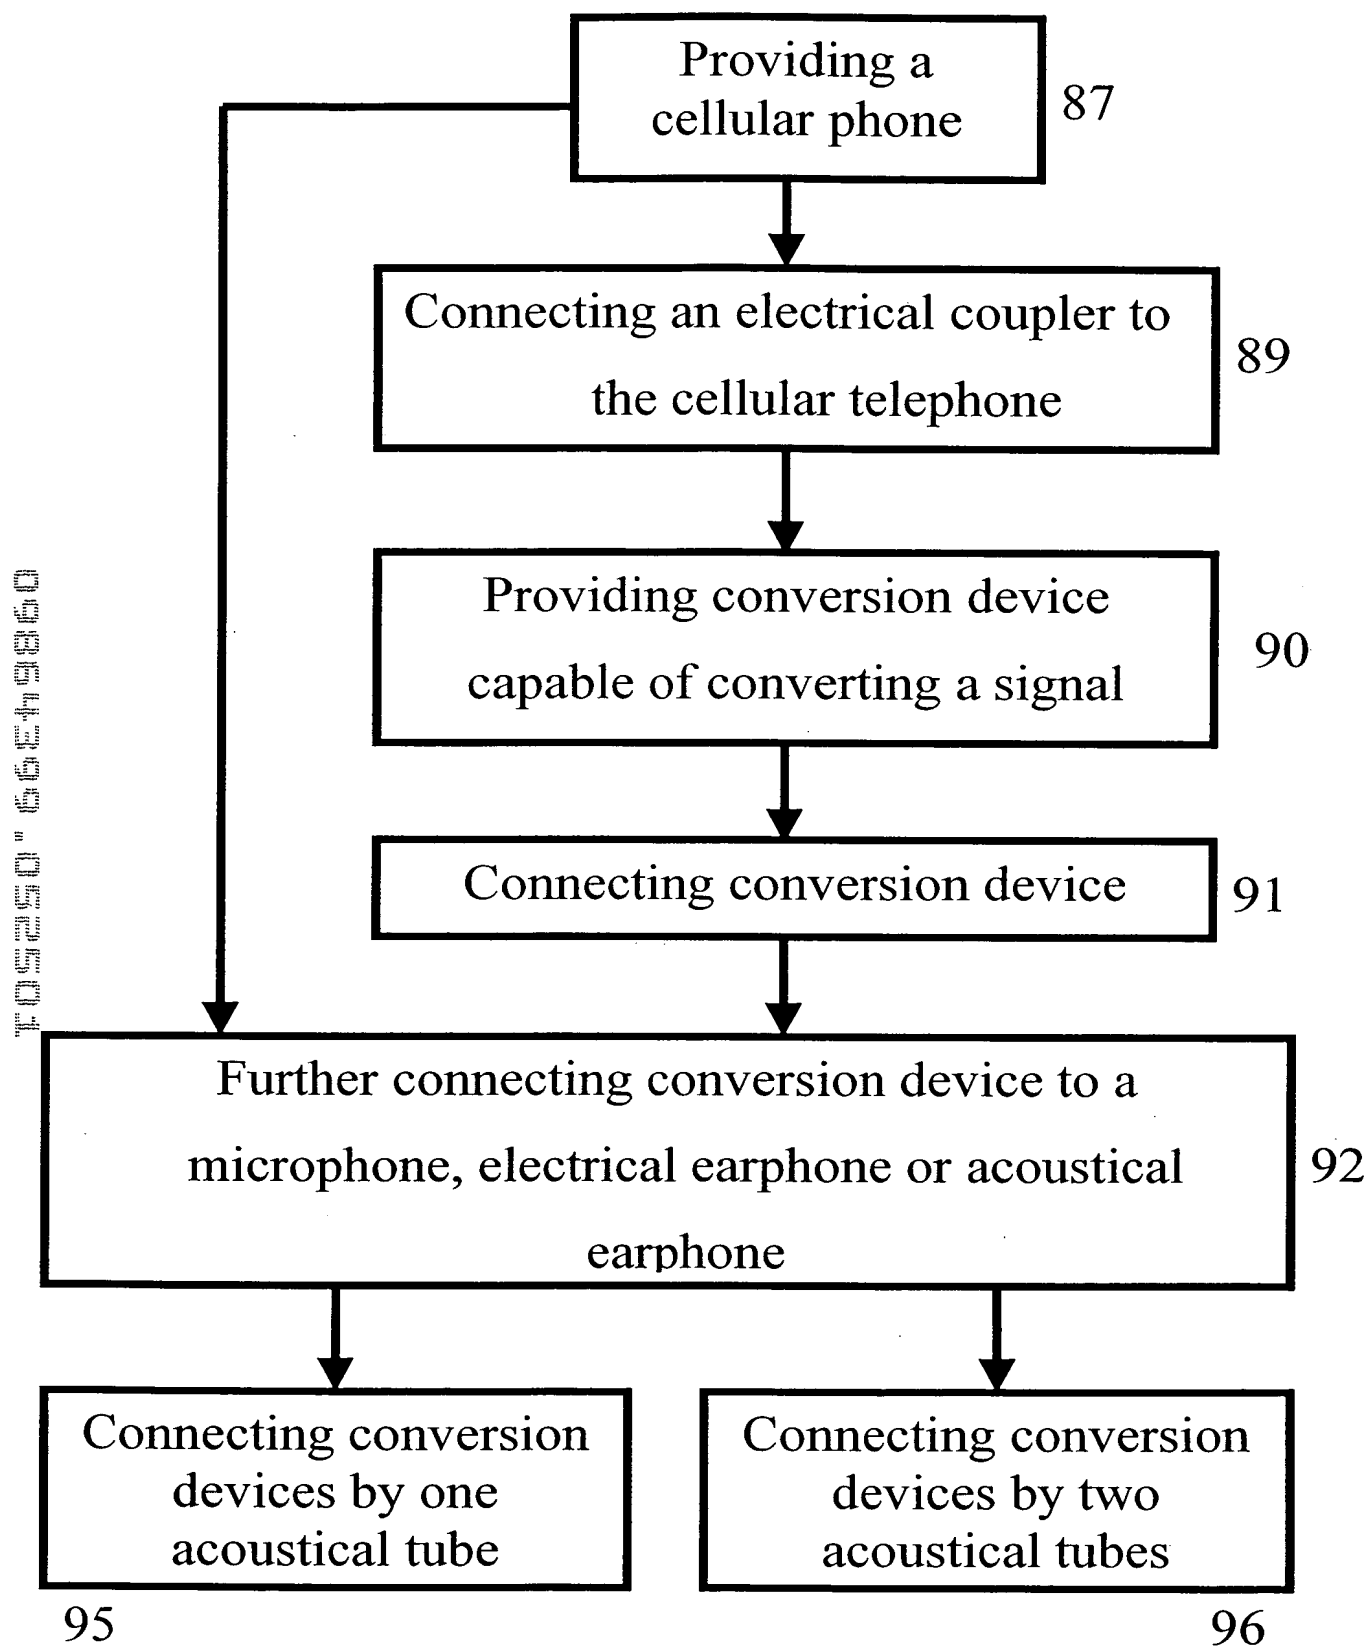 Providing a
cellular phone
87
Connecting an electrical coupler to
the cellular telephone
89
Providing conversion device
capable of converting a signal
90
Connecting conversion device
91
Further connecting conversion device to a
microphone, electrical earphone or acoustical
earphone
92
Connecting conversion
devices by one
acoustical tube
95
Connecting conversion
devices by two
acoustical tubes
96